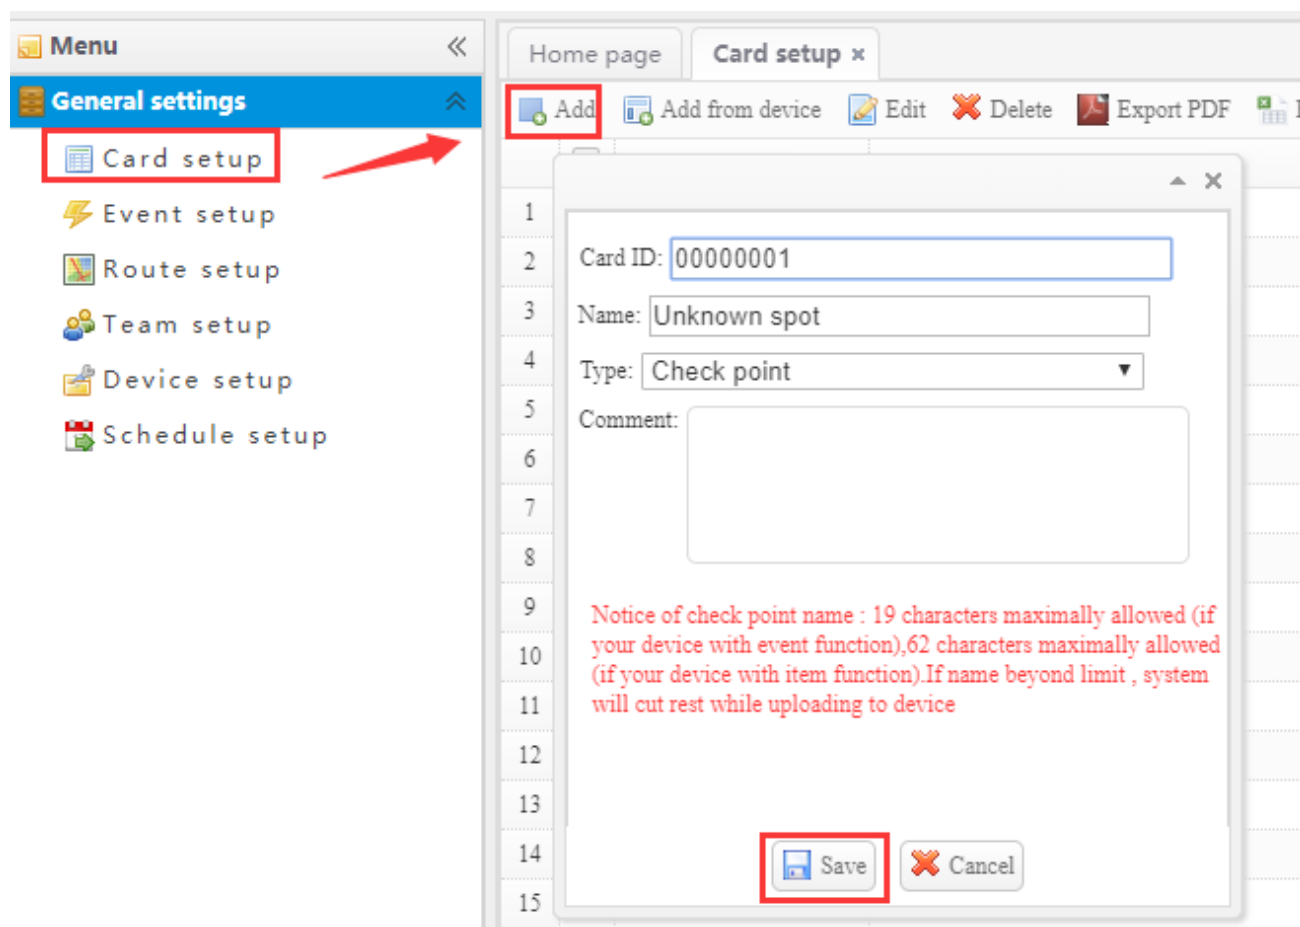 Menu
General settings
Card setup
Event setup
Route setup
Team setup
Device setup
Schedule setup
Home page
Card setup ×
Add
Add from device
Edit
Delete
Export PDF
1
2
3
4
5
6
7
8
9
10
11
12
13
14
15
Card ID: 00000001
Name: Unknown spot
Type: Check point
Comment:
Notice of check point name : 19 characters maximally allowed (if
your device with event function),62 characters maximally allowed
(if your device with item function).If name beyond limit , system
will cut rest while uploading to device
Save
Cancel